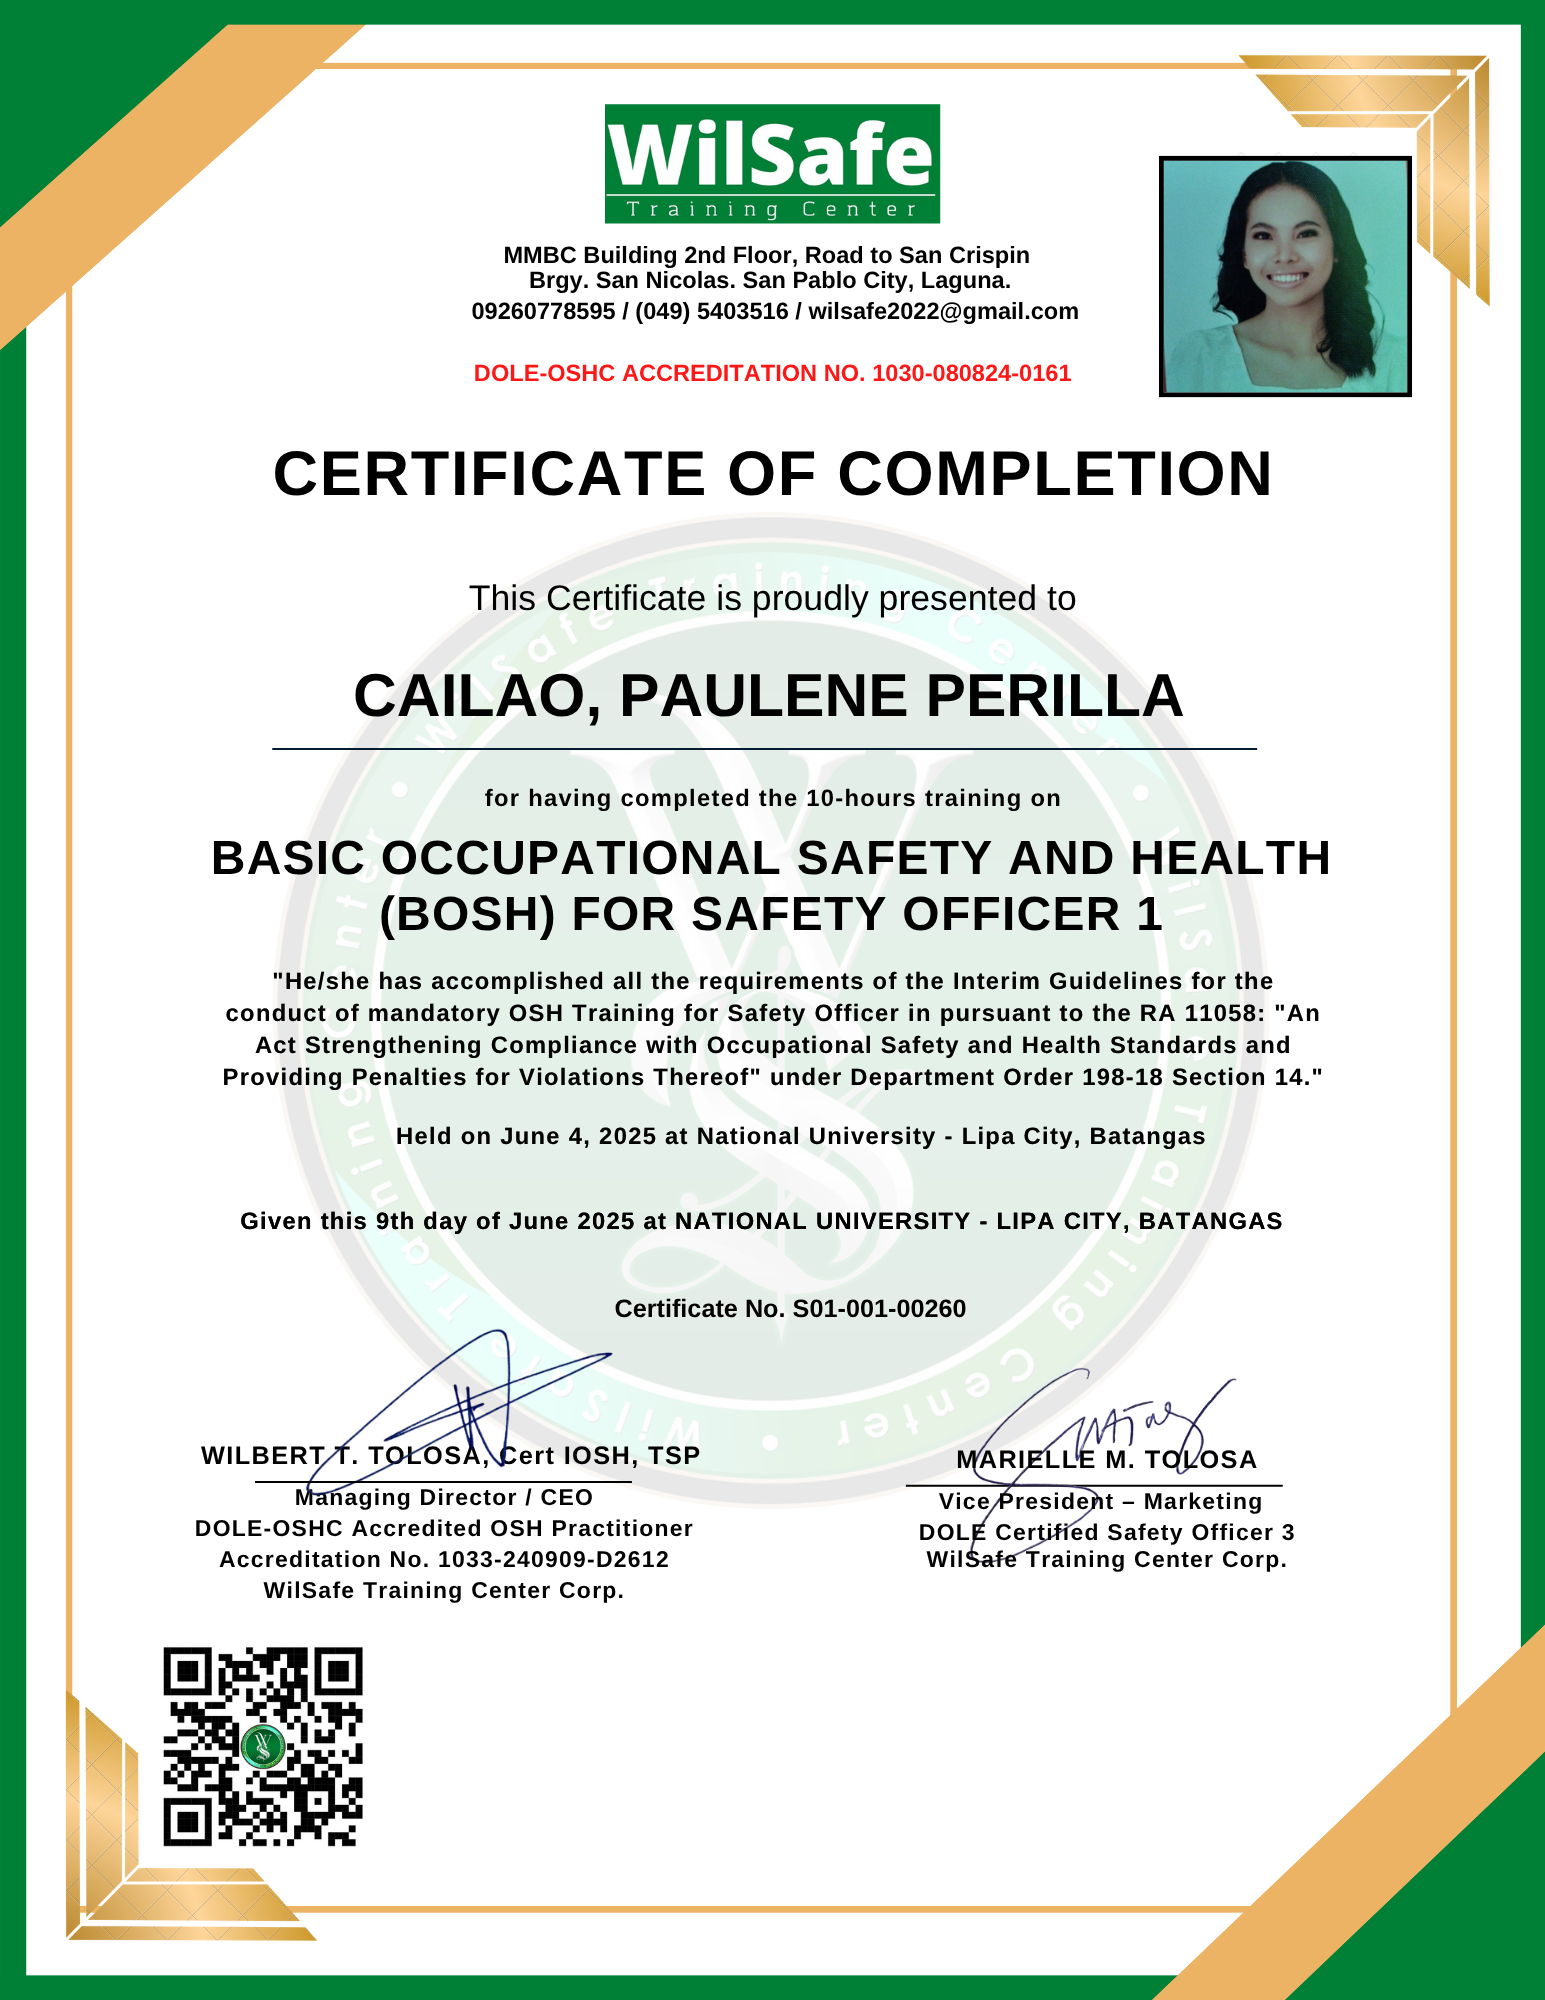 WilSafe
Training Center
MMBC Building 2nd Floor, Road to San Crispin
Brgy. San Nicolas. San Pablo City, Laguna.
09260778595 / (049) 5403516 / wilsafe2022@gmail.com
DOLE-OSHC ACCREDITATION NO. 1030-080824-0161
CERTIFICATE OF COMPLETION
This Certificate is proudly presented to
CAILAO, PAULENE PERILLA
for having completed the 10-hours training on
BASIC OCCUPATIONAL SAFETY AND HEALTH
(BOSH) FOR SAFETY OFFICER 1
"He/she has accomplished all the requirements of the Interim Guidelines for the
conduct of mandatory OSH Training for Safety Officer in pursuant to the RA 11058: "An
Act Strengthening Compliance with Occupational Safety and Health Standards and
Providing Penalties for Violations Thereof" under Department Order 198-18 Section 14."
Held on June 4, 2025 at National University - Lipa City, Batangas
Given this 9th day of June 2025 at NATIONAL UNIVERSITY - LIPA CITY, BATANGAS
Certificate No. S01-001-00260
WILBERT T. TOLOSA, Cert IOSH, TSP
Managing Director / CEO
DOLE-OSHC Accredited OSH Practitioner
Accreditation No. 1033-240909-D2612
WilSafe Training Center Corp.
MARIELLE M. TOLOSA
Vice President – Marketing
DOLE Certified Safety Officer 3
WilSafe Training Center Corp.
WilSafe Training Center • WilSafe Training Center • WilSafe Training Center •